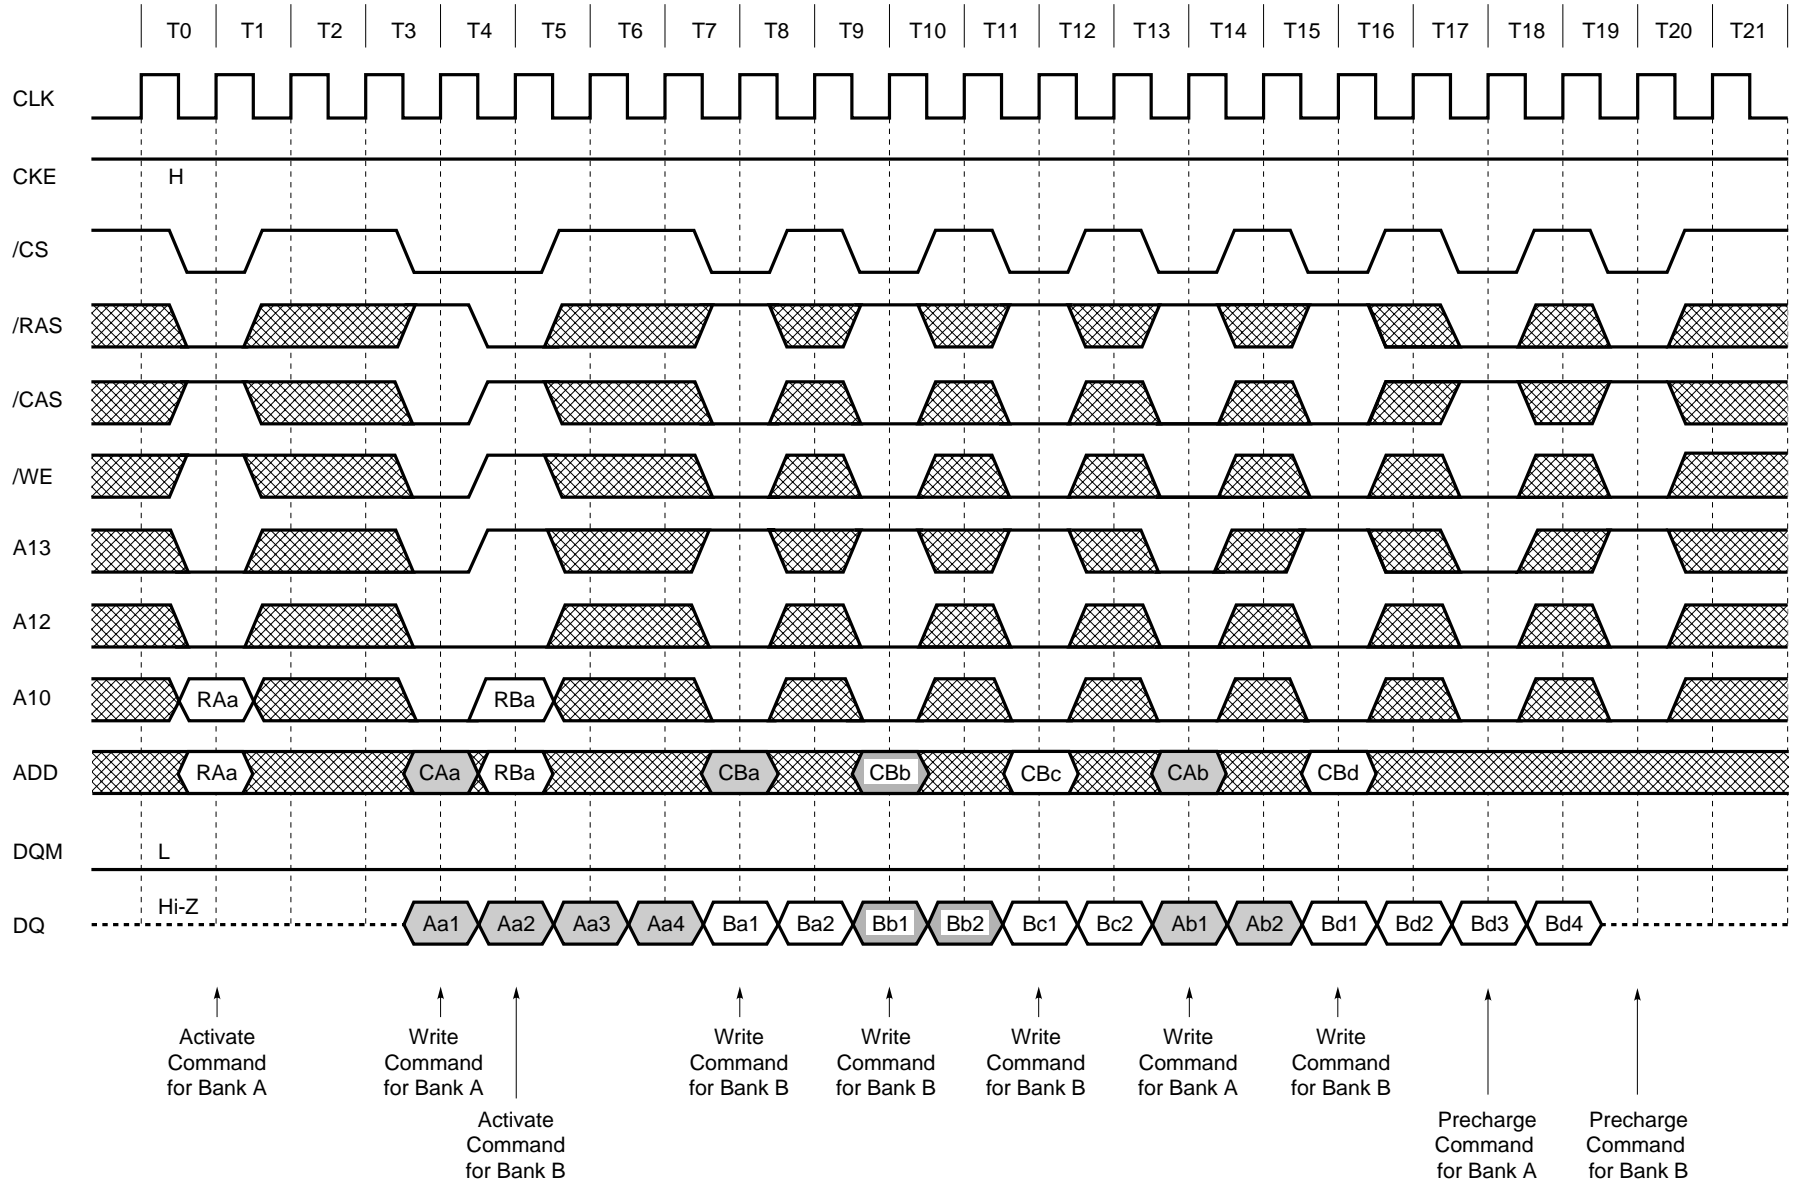 T0 T1 T2 T3 T4 T5 T6 T7 T8 T9 T10 T11 T12 T13 T14 T15 T16 T17 T18 T19 T20 T21
CLK
CKE H
/CS
/RAS
/CAS
/WE
A13
A12
A10 RAa RBa
ADD RAa CAa RBa CBa CBb CBc CAb CBd
DQM L
Hi-Z
DQ Aa1 Aa2 Aa3 Aa4 Ba1 Ba2 Bb1 Bb2 Bc1 Bc2 Ab1 Ab2 Bd1 Bd2 Bd3 Bd4
Activate
Command
for Bank A
Write
Command
for Bank A
Activate
Command
for Bank B
Write
Command
for Bank B
Write
Command
for Bank B
Write
Command
for Bank B
Write
Command
for Bank A
Write
Command
for Bank B
Precharge
Command
for Bank A
Precharge
Command
for Bank B